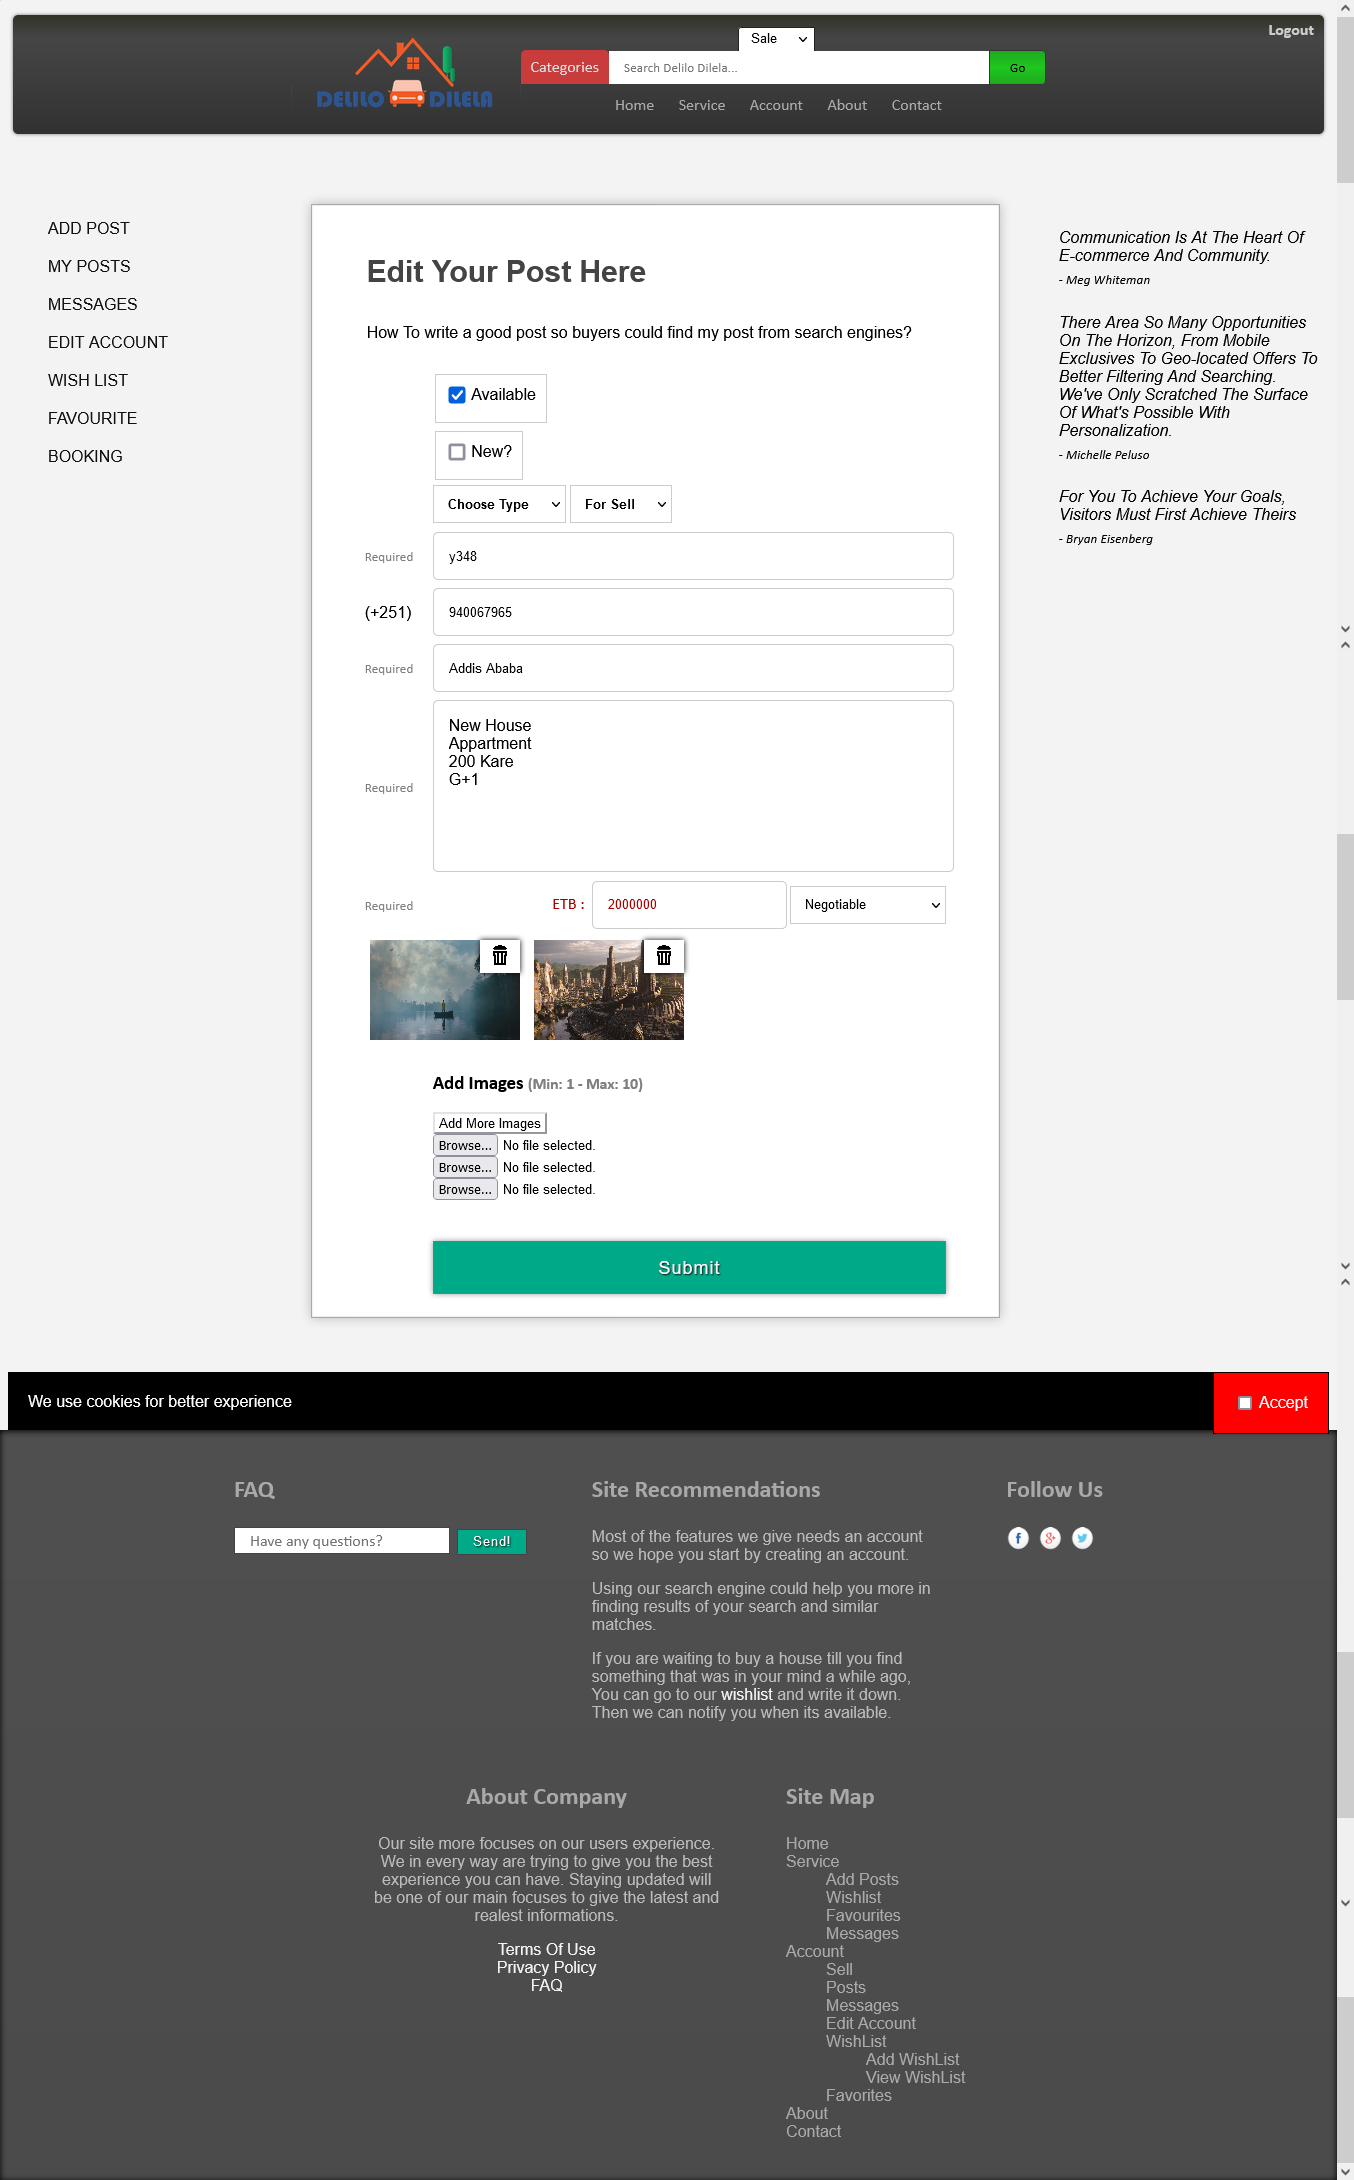 Logout
Sale
DELILO DILELA
Categories
Search Delilo Dilela...
Go
Home Service Account About Contact
ADD POST
MY POSTS
MESSAGES
EDIT ACCOUNT
WISH LIST
FAVOURITE
BOOKING
Edit Your Post Here
How To write a good post so buyers could find my post from search engines?
Available
New?
Choose Type
For Sell
Required
y348
(+251)
940067965
Required
Addis Ababa
Required
New House
Appartment
200 Kare
G+1
Required
ETB :
2000000
Negotiable
Add Images (Min: 1 - Max: 10)
Add More Images
Browse... No file selected.
Browse... No file selected.
Browse... No file selected.
Submit
Communication Is At The Heart Of
E-commerce And Community.
- Meg Whiteman
There Area So Many Opportunities
On The Horizon, From Mobile
Exclusives To Geo-located Offers To
Better Filtering And Searching.
We've Only Scratched The Surface
Of What's Possible With
Personalization.
- Michelle Peluso
For You To Achieve Your Goals,
Visitors Must First Achieve Theirs
- Bryan Eisenberg
We use cookies for better experience
Accept
FAQ
Have any questions?
Send!
Site Recommendations
Most of the features we give needs an account
so we hope you start by creating an account.
Using our search engine could help you more in
finding results of your search and similar
matches.
If you are waiting to buy a house till you find
something that was in your mind a while ago,
You can go to our wishlist and write it down.
Then we can notify you when its available.
Follow Us
About Company
Our site more focuses on our users experience.
We in every way are trying to give you the best
experience you can have. Staying updated will
be one of our main focuses to give the latest and
realest informations.
Terms Of Use
Privacy Policy
FAQ
Site Map
Home
Service
Add Posts
Wishlist
Favourites
Messages
Account
Sell
Posts
Messages
Edit Account
WishList
Add WishList
View WishList
Favorites
About
Contact